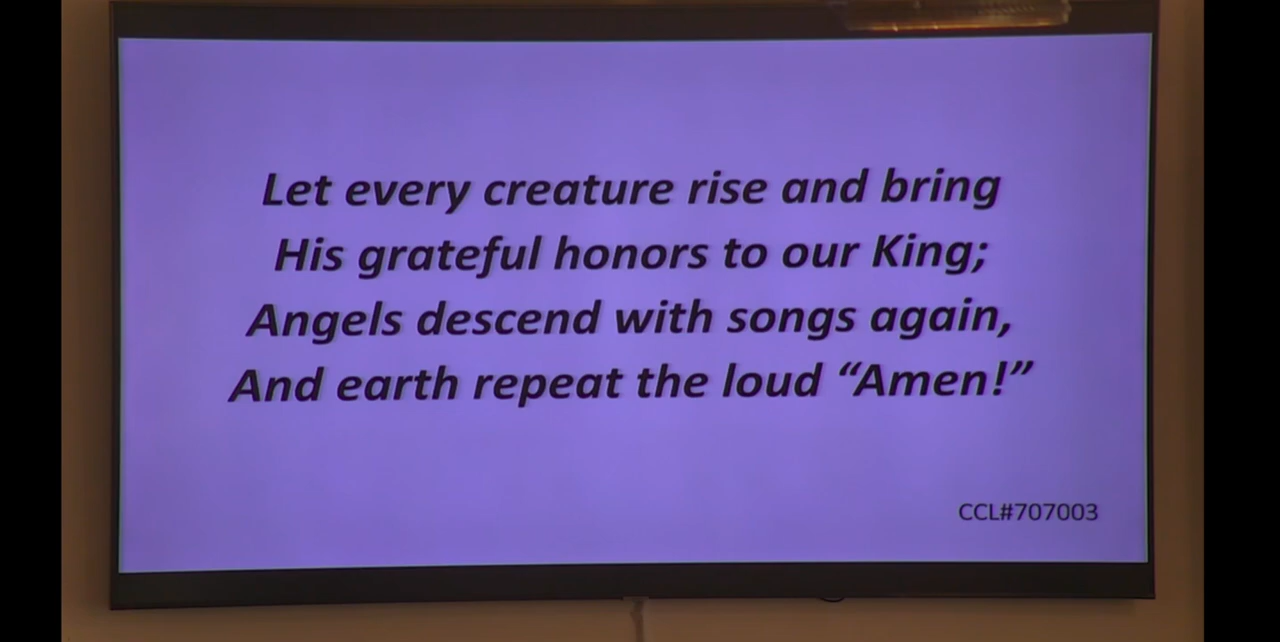 Let every creature rise and bring
His grateful honors to our King;
Angels descend with songs again,
And earth repeat the loud “Amen!”
CCL#707003